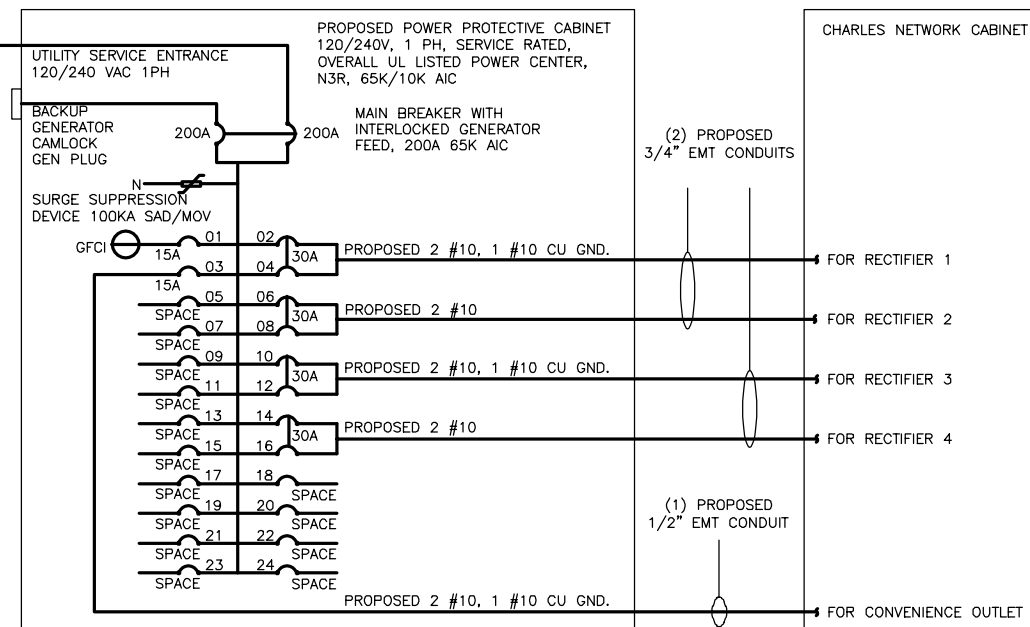 PROPOSED POWER PROTECTIVE CABINET
120/240V, 1 PH, SERVICE RATED,
OVERALL UL LISTED POWER CENTER,
N3R, 65K/10K AIC
CHARLES NETWORK CABINET
UTILITY SERVICE ENTRANCE
120/240 VAC 1PH
BACKUP
GENERATOR
CAMLOCK
GEN PLUG
200A
200A
MAIN BREAKER WITH
INTERLOCKED GENERATOR
FEED, 200A 65K AIC
(2) PROPOSED
3/4" EMT CONDUITS
N
SURGE SUPPRESSION
DEVICE 100KA SAD/MOV
GFCI
15A
01
02
30A
PROPOSED 2 #10, 1 #10 CU GND.
FOR RECTIFIER 1
15A
03
04
SPACE
05
06
30A
PROPOSED 2 #10
FOR RECTIFIER 2
SPACE
07
08
SPACE
09
10
30A
PROPOSED 2 #10, 1 #10 CU GND.
FOR RECTIFIER 3
SPACE
11
12
SPACE
13
14
30A
PROPOSED 2 #10
FOR RECTIFIER 4
SPACE
15
16
SPACE
17
18
SPACE
SPACE
19
20
SPACE
SPACE
21
22
SPACE
SPACE
23
24
SPACE
(1) PROPOSED
1/2" EMT CONDUIT
PROPOSED 2 #10, 1 #10 CU GND.
FOR CONVENIENCE OUTLET